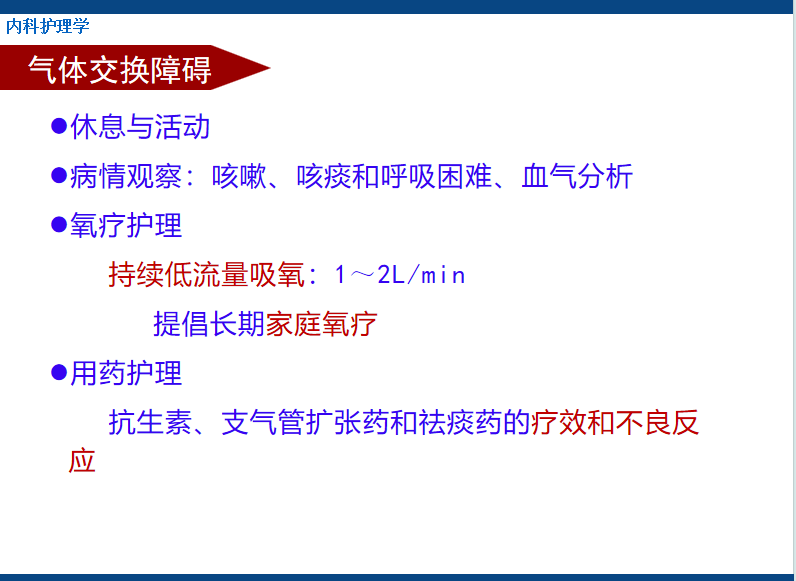 内科护理学
气体交换障碍
●休息与活动
●病情观察：咳嗽、咳痰和呼吸困难、血气分析
●氧疗护理
持续低流量吸氧：1～2L/min
提倡长期家庭氧疗
●用药护理
抗生素、支气管扩张药和祛痰药的疗效和不良反
应